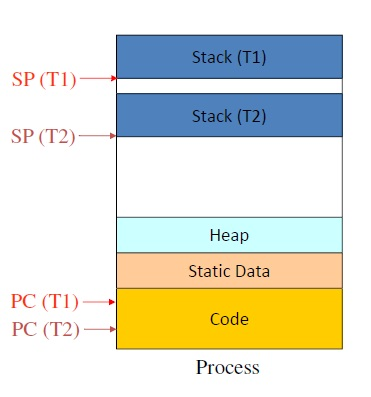 Stack (T1)
SP (T1)
Stack (T2)
SP (T2)
Heap
Static Data
PC (T1)
Code
PC (T2)
Process